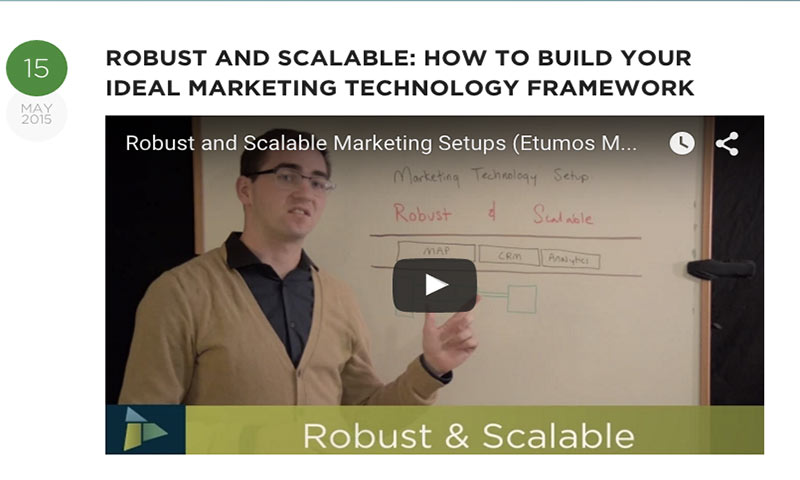 15
MAY
2015
ROBUST AND SCALABLE: HOW TO BUILD YOUR
IDEAL MARKETING TECHNOLOGY FRAMEWORK
Robust and Scalable Marketing Setups (Etumos M...
Marketing Technology Setup
Robust & Scalable
MAP
CRM
Analytics
Robust & Scalable